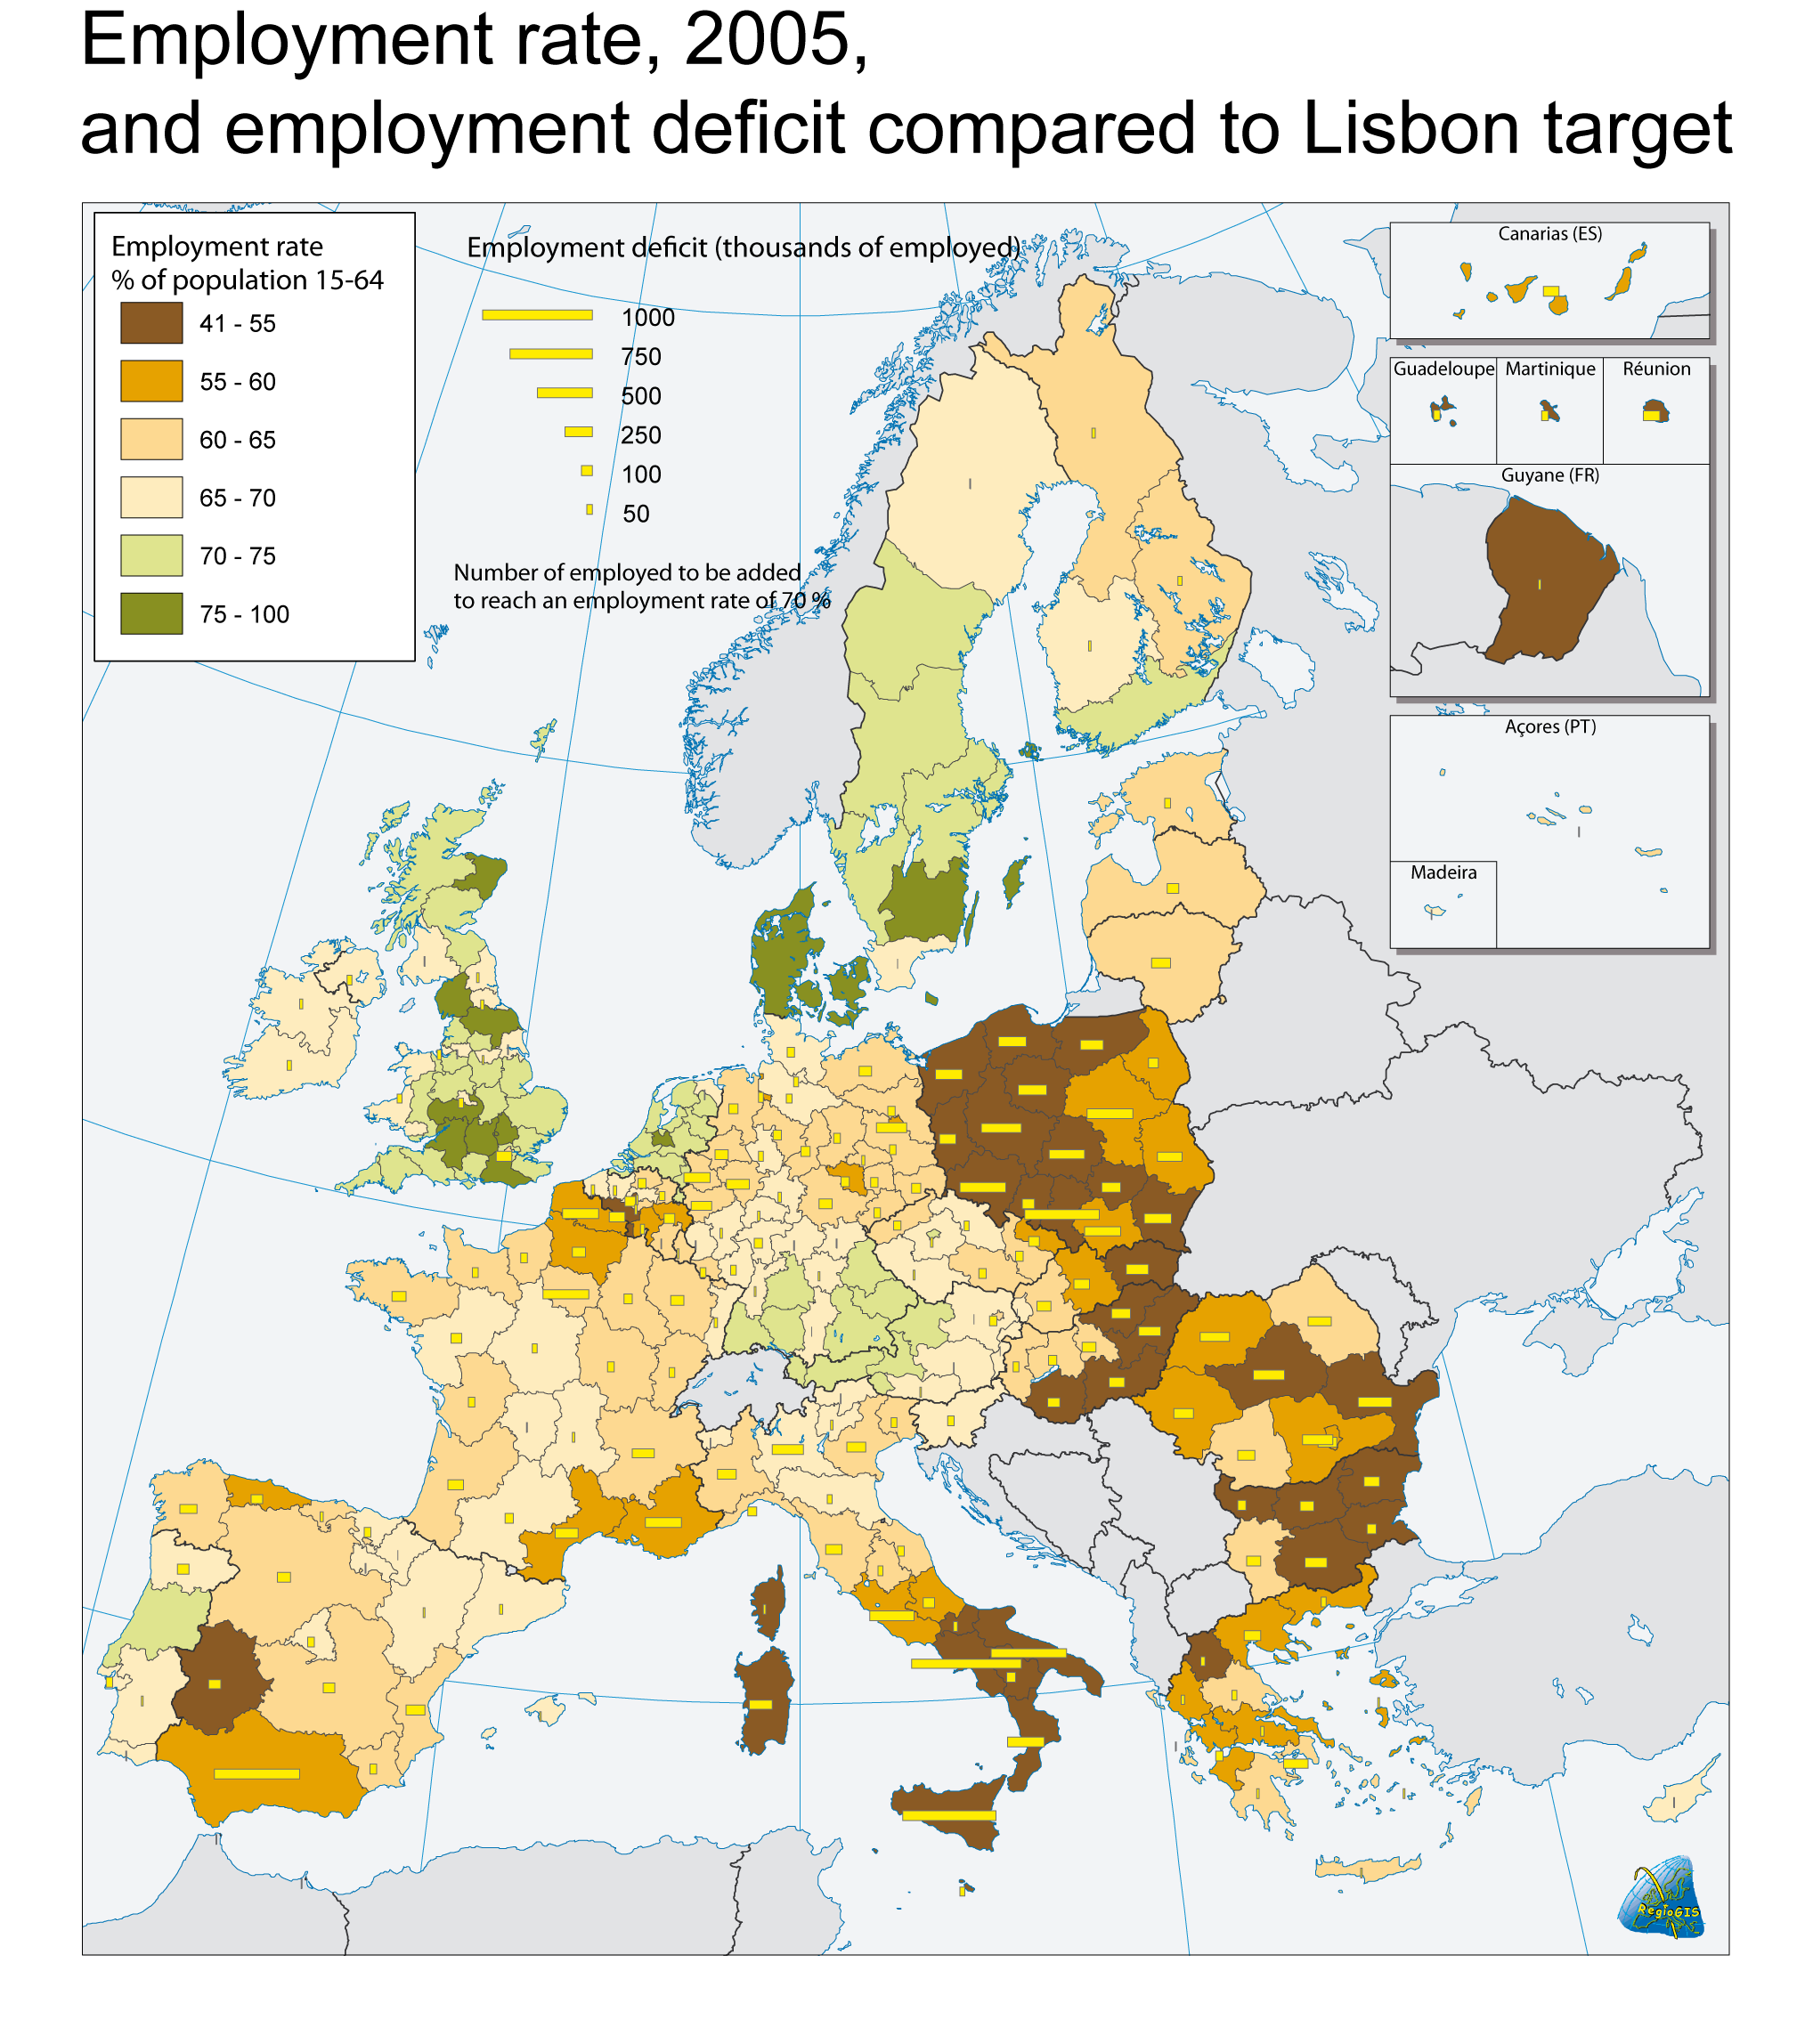 Employment rate, 2005,
and employment deficit compared to Lisbon target
Employment rate
% of population 15-64
41 - 55
55 - 60
60 - 65
65 - 70
70 - 75
75 - 100
Employment deficit (thousands of employed)
1000
750
500
250
100
50
Number of employed to be added
to reach an employment rate of 70 %
Canarias (ES)
Guadeloupe
Martinique
Réunion
Guyane (FR)
Açores (PT)
Madeira
RegioGIS